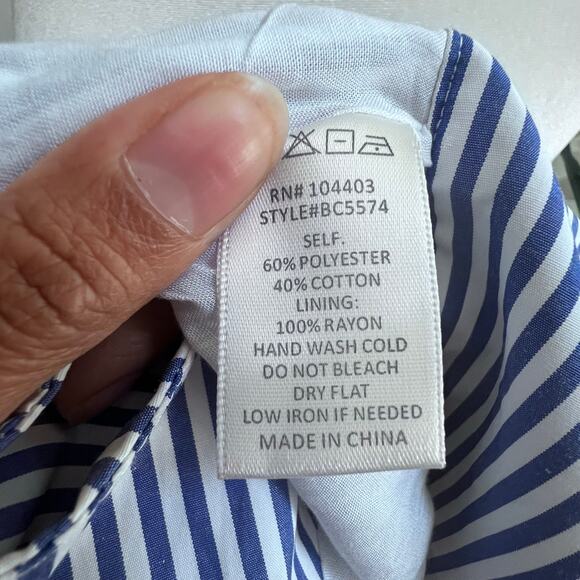 RN# 104403
STYLE#BC5574
SELF.
60% POLYESTER
40% COTTON
LINING:
100% RAYON
HAND WASH COLD
DO NOT BLEACH
DRY FLAT
LOW IRON IF NEEDED
MADE IN CHINA